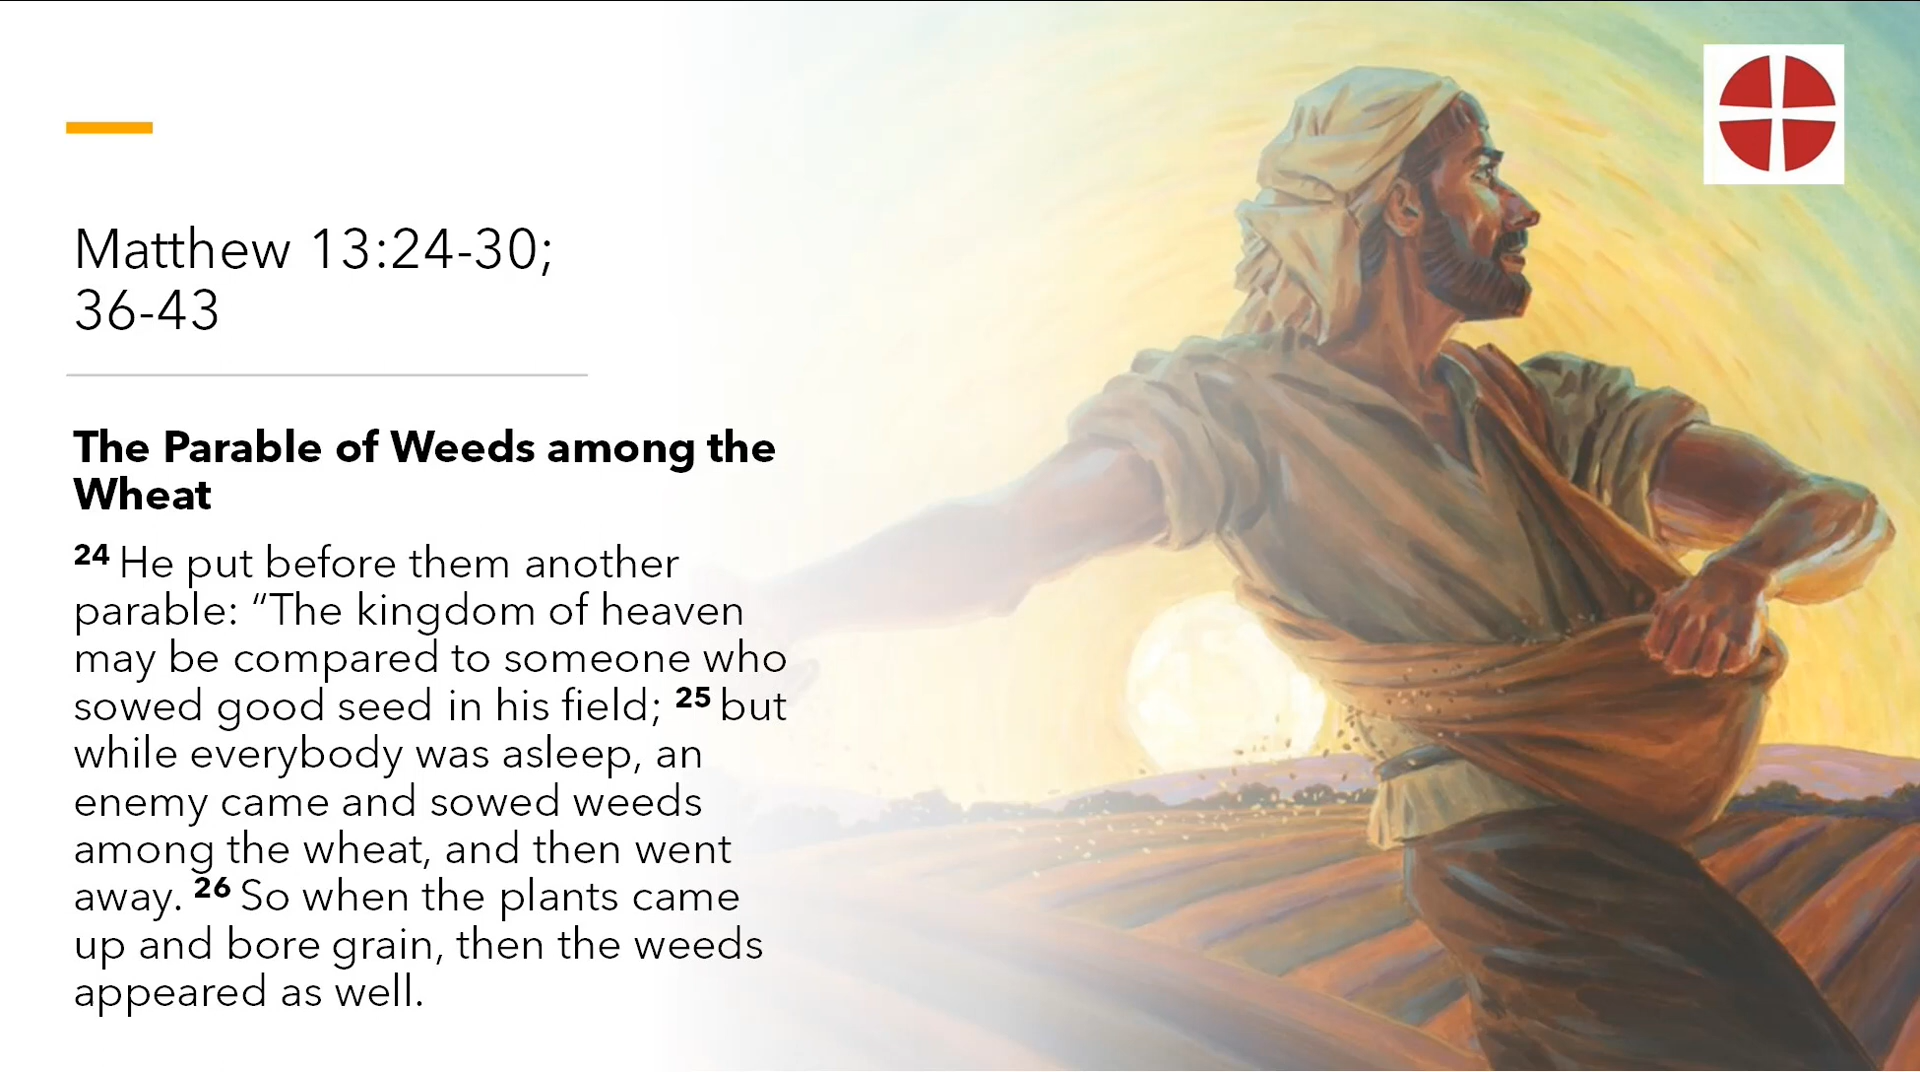 Matthew 13:24-30;
36-43
The Parable of Weeds among the
Wheat
24 He put before them another
parable: “The kingdom of heaven
may be compared to someone who
sowed good seed in his field; 25 but
while everybody was asleep, an
enemy came and sowed weeds
among the wheat, and then went
away. 26 So when the plants came
up and bore grain, then the weeds
appeared as well.